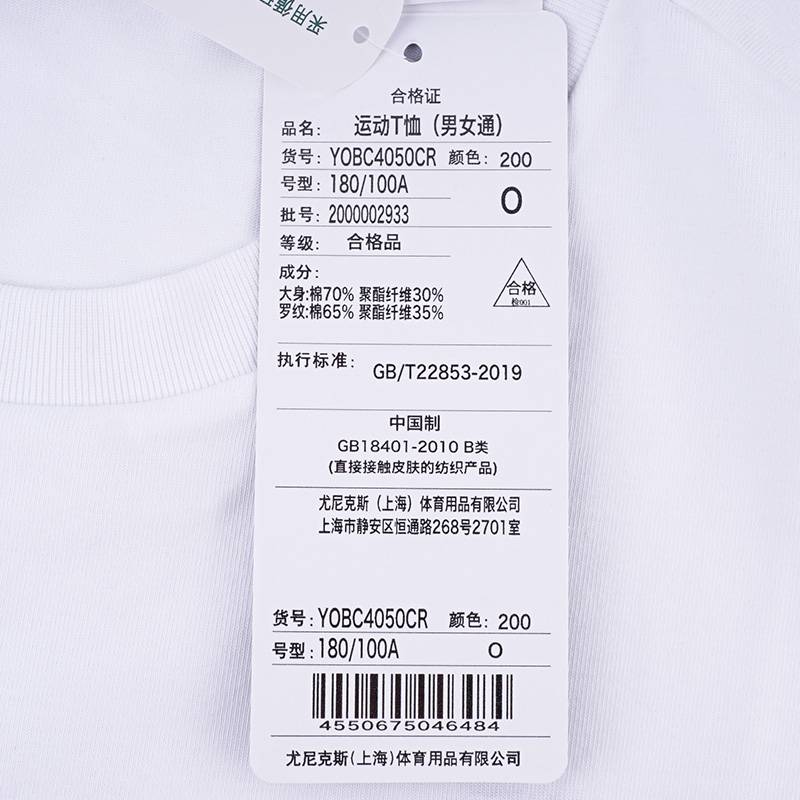 采用循
合格证
品名: 运动T恤(男女通)
货号: YOBC4050CR 颜色: 200
号型: 180/100A O
批号: 2000002933
等级: 合格品
成分:
大身:棉70% 聚酯纤维30%
罗纹:棉65% 聚酯纤维35%
合格
检001
执行标准: GB/T22853-2019
中国制
GB18401-2010 B类
(直接接触皮肤的纺织产品)
尤尼克斯(上海)体育用品有限公司
上海市静安区恒通路268号2701室
货号: YOBC4050CR 颜色: 200
号型: 180/100A O
4550675046484
尤尼克斯(上海)体育用品有限公司